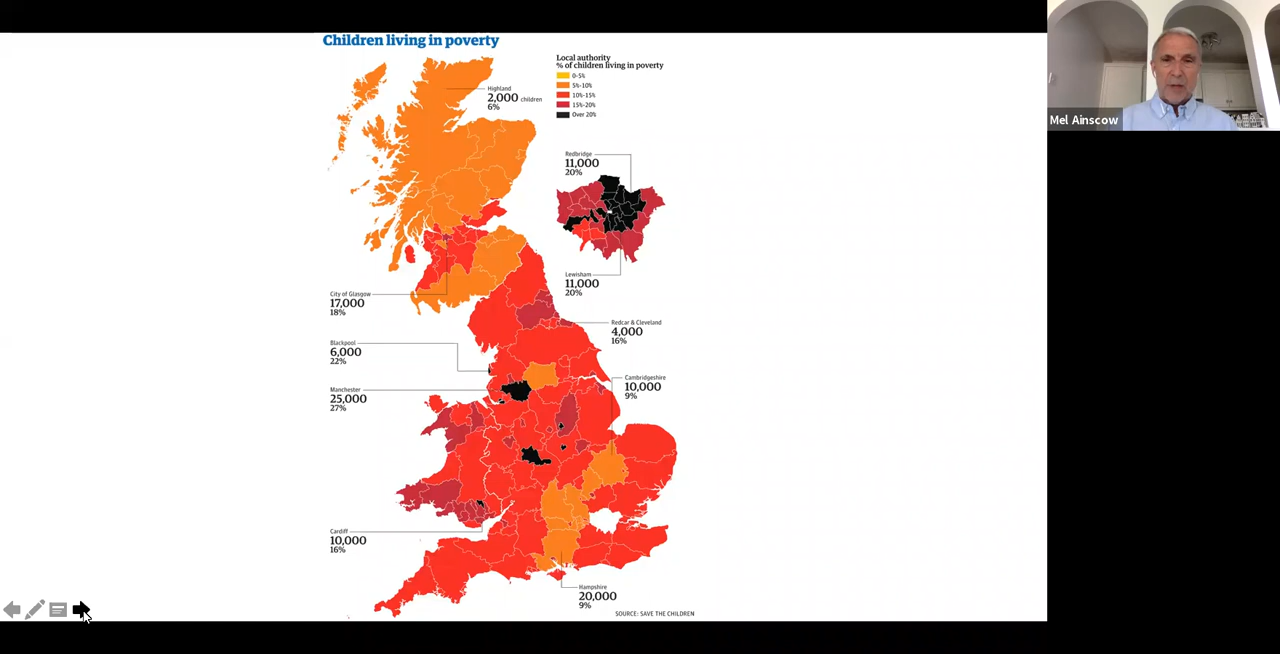 Children living in poverty
Local authority
% of children living in poverty
0-5%
5%-10%
10%-15%
15%-20%
Over 20%
Highland
2,000 children
6%
Redbridge
11,000
20%
Lewisham
11,000
20%
City of Glasgow
17,000
18%
Redcar & Cleveland
4,000
16%
Blackpool
6,000
22%
Cambridgeshire
10,000
9%
Manchester
25,000
27%
Cardiff
10,000
16%
Hampshire
20,000
9%
SOURCE: SAVE THE CHILDREN
Mel Ainscow